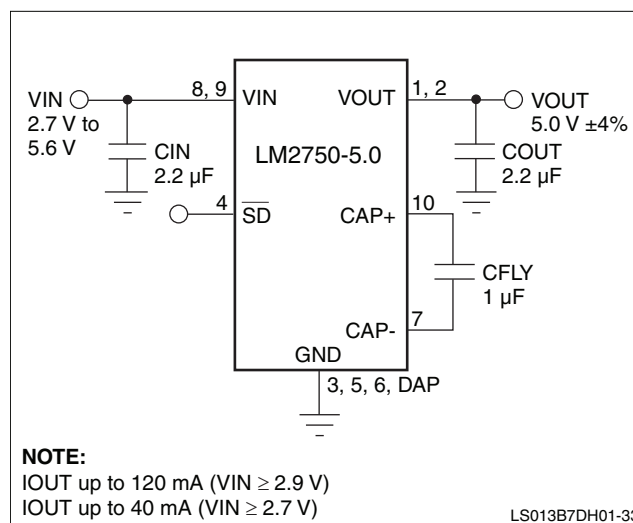 VIN
2.7 V to
5.6 V
8, 9
VIN
VOUT
1, 2
VOUT
5.0 V ±4%
CIN
2.2 µF
LM2750-5.0
COUT
2.2 µF
4
SD
CAP+
10
CFLY
1 µF
CAP-
7
GND
3, 5, 6, DAP
NOTE:
IOUT up to 120 mA (VIN ≥ 2.9 V)
IOUT up to 40 mA (VIN ≥ 2.7 V)
LS013B7DH01-33